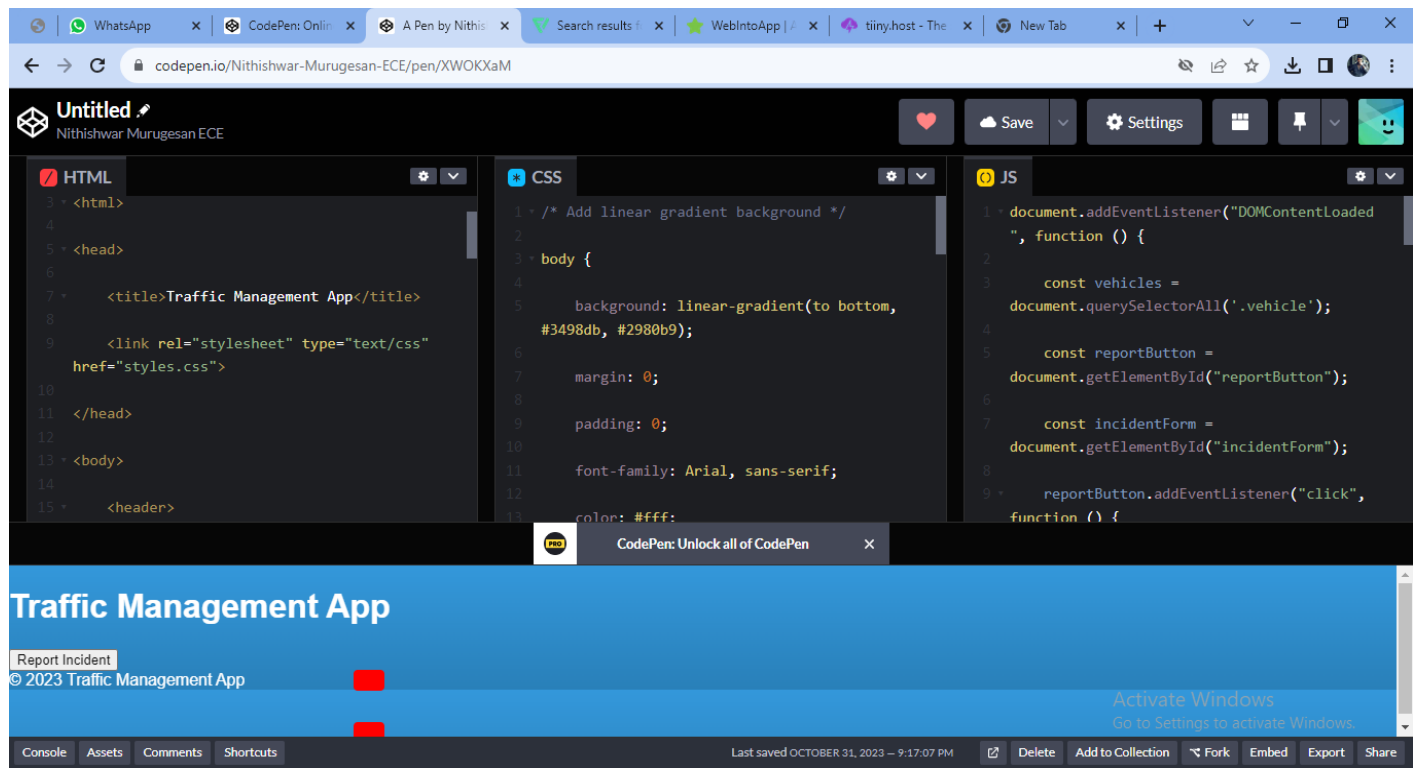 WhatsApp
CodePen: Onlin
A Pen by Nithis
Search results f
WebIntoApp | A
tiiny.host - The
New Tab
codepen.io/Nithishwar-Murugesan-ECE/pen/XWOKXaM
Untitled
Nithishwar Murugesan ECE
Save
Settings
HTML
3 <html>
4
5 <head>
6
7 <title>Traffic Management App</title>
8
9 <link rel="stylesheet" type="text/css"
href="styles.css">
10
11 </head>
12
13 <body>
14
15 <header>
CSS
1 /* Add linear gradient background */
2
3 body {
4
5 background: linear-gradient(to bottom,
#3498db, #2980b9);
6
7 margin: 0;
8
9 padding: 0;
10
11 font-family: Arial, sans-serif;
12
13 color: #fff;
JS
1 document.addEventListener("DOMContentLoaded
", function () {
2
3 const vehicles =
document.querySelectorAll('.vehicle');
4
5 const reportButton =
document.getElementById("reportButton");
6
7 const incidentForm =
document.getElementById("incidentForm");
8
9 reportButton.addEventListener("click",
function () {
PRO
CodePen: Unlock all of CodePen
Traffic Management App
Report Incident
© 2023 Traffic Management App
Activate Windows
Go to Settings to activate Windows.
Console Assets Comments Shortcuts
Last saved OCTOBER 31, 2023 — 9:17:07 PM
Delete Add to Collection Fork Embed Export Share